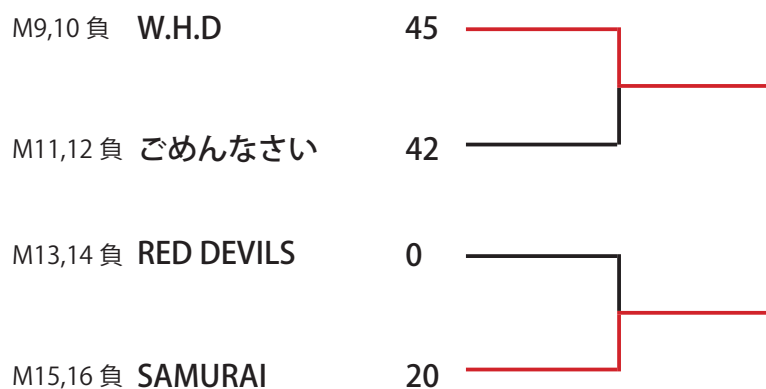 M9,10 負 W.H.D 45
M11,12 負 ごめんなさい 42
M13,14 負 RED DEVILS 0
M15,16 負 SAMURAI 20